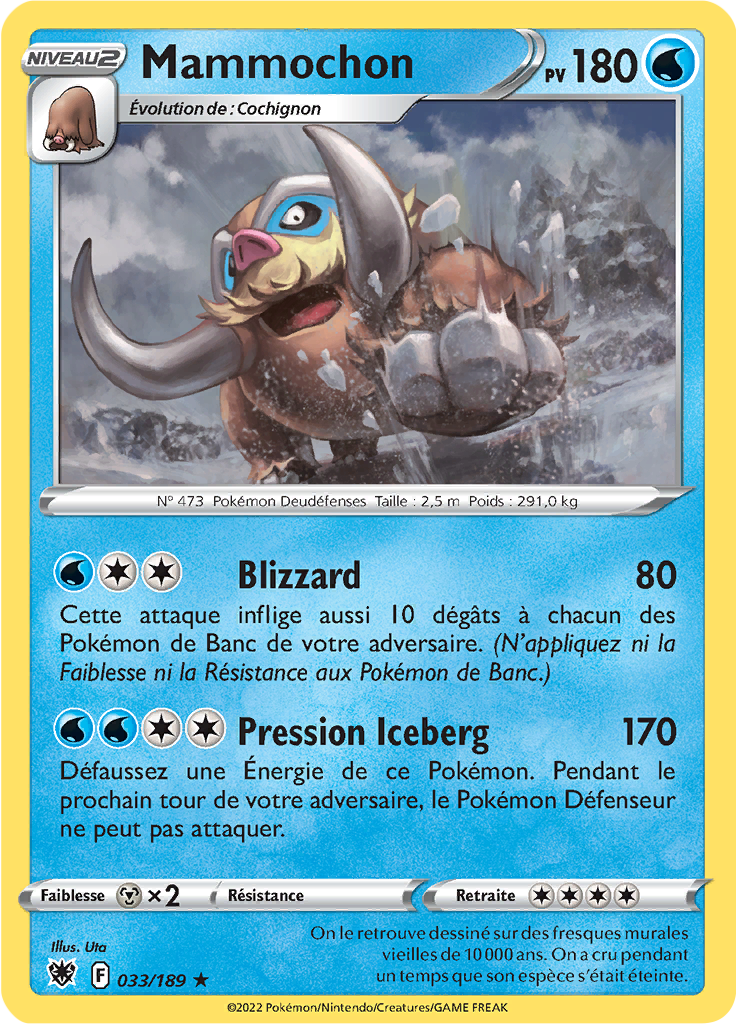 NIVEAU2
Mammochon
PV 180
Évolution de : Cochignon
N° 473 Pokémon Deudéfenses Taille : 2,5 m Poids : 291,0 kg
Blizzard 80
Cette attaque inflige aussi 10 dégâts à chacun des
Pokémon de Banc de votre adversaire. (N'appliquez ni la
Faiblesse ni la Résistance aux Pokémon de Banc.)
Pression Iceberg 170
Défaussez une Énergie de ce Pokémon. Pendant le
prochain tour de votre adversaire, le Pokémon Défenseur
ne peut pas attaquer.
Faiblesse ×2 Résistance Retraite
On le retrouve dessiné sur des fresques murales
vieilles de 10 000 ans. On a cru pendant
un temps que son espèce s'était éteinte.
Illus. Uta
F 033/189 ★
©2022 Pokémon/Nintendo/Creatures/GAME FREAK